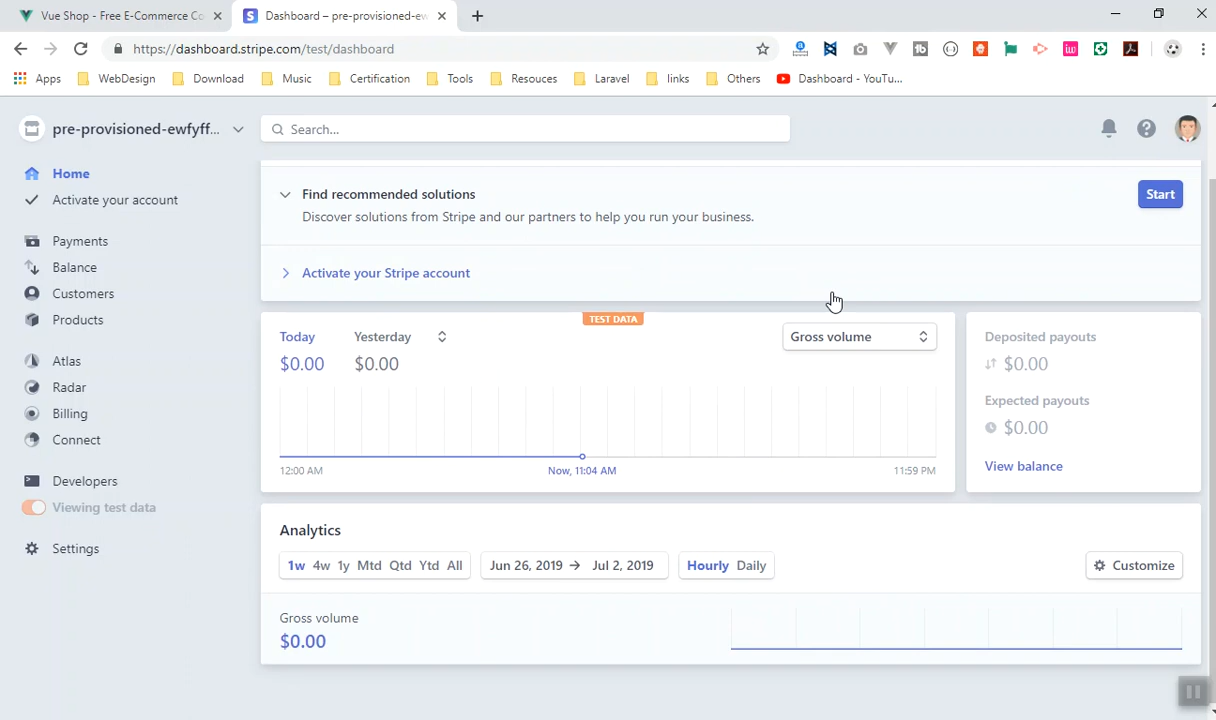 Vue Shop - Free E-Commerce Co
Dashboard – pre-provisioned-ew
https://dashboard.stripe.com/test/dashboard
Apps
WebDesign
Download
Music
Certification
Tools
Resouces
Laravel
links
Others
Dashboard - YouTu...
pre-provisioned-ewfyff...
Search...
Home
Activate your account
Payments
Balance
Customers
Products
Atlas
Radar
Billing
Connect
Developers
Viewing test data
Settings
Find recommended solutions
Start
Discover solutions from Stripe and our partners to help you run your business.
Activate your Stripe account
TEST DATA
Today
Yesterday
Gross volume
$0.00
$0.00
12:00 AM
Now, 11:04 AM
11:59 PM
Deposited payouts
$0.00
Expected payouts
$0.00
View balance
Analytics
1w 4w 1y Mtd Qtd Ytd All
Jun 26, 2019 → Jul 2, 2019
Hourly Daily
Customize
Gross volume
$0.00